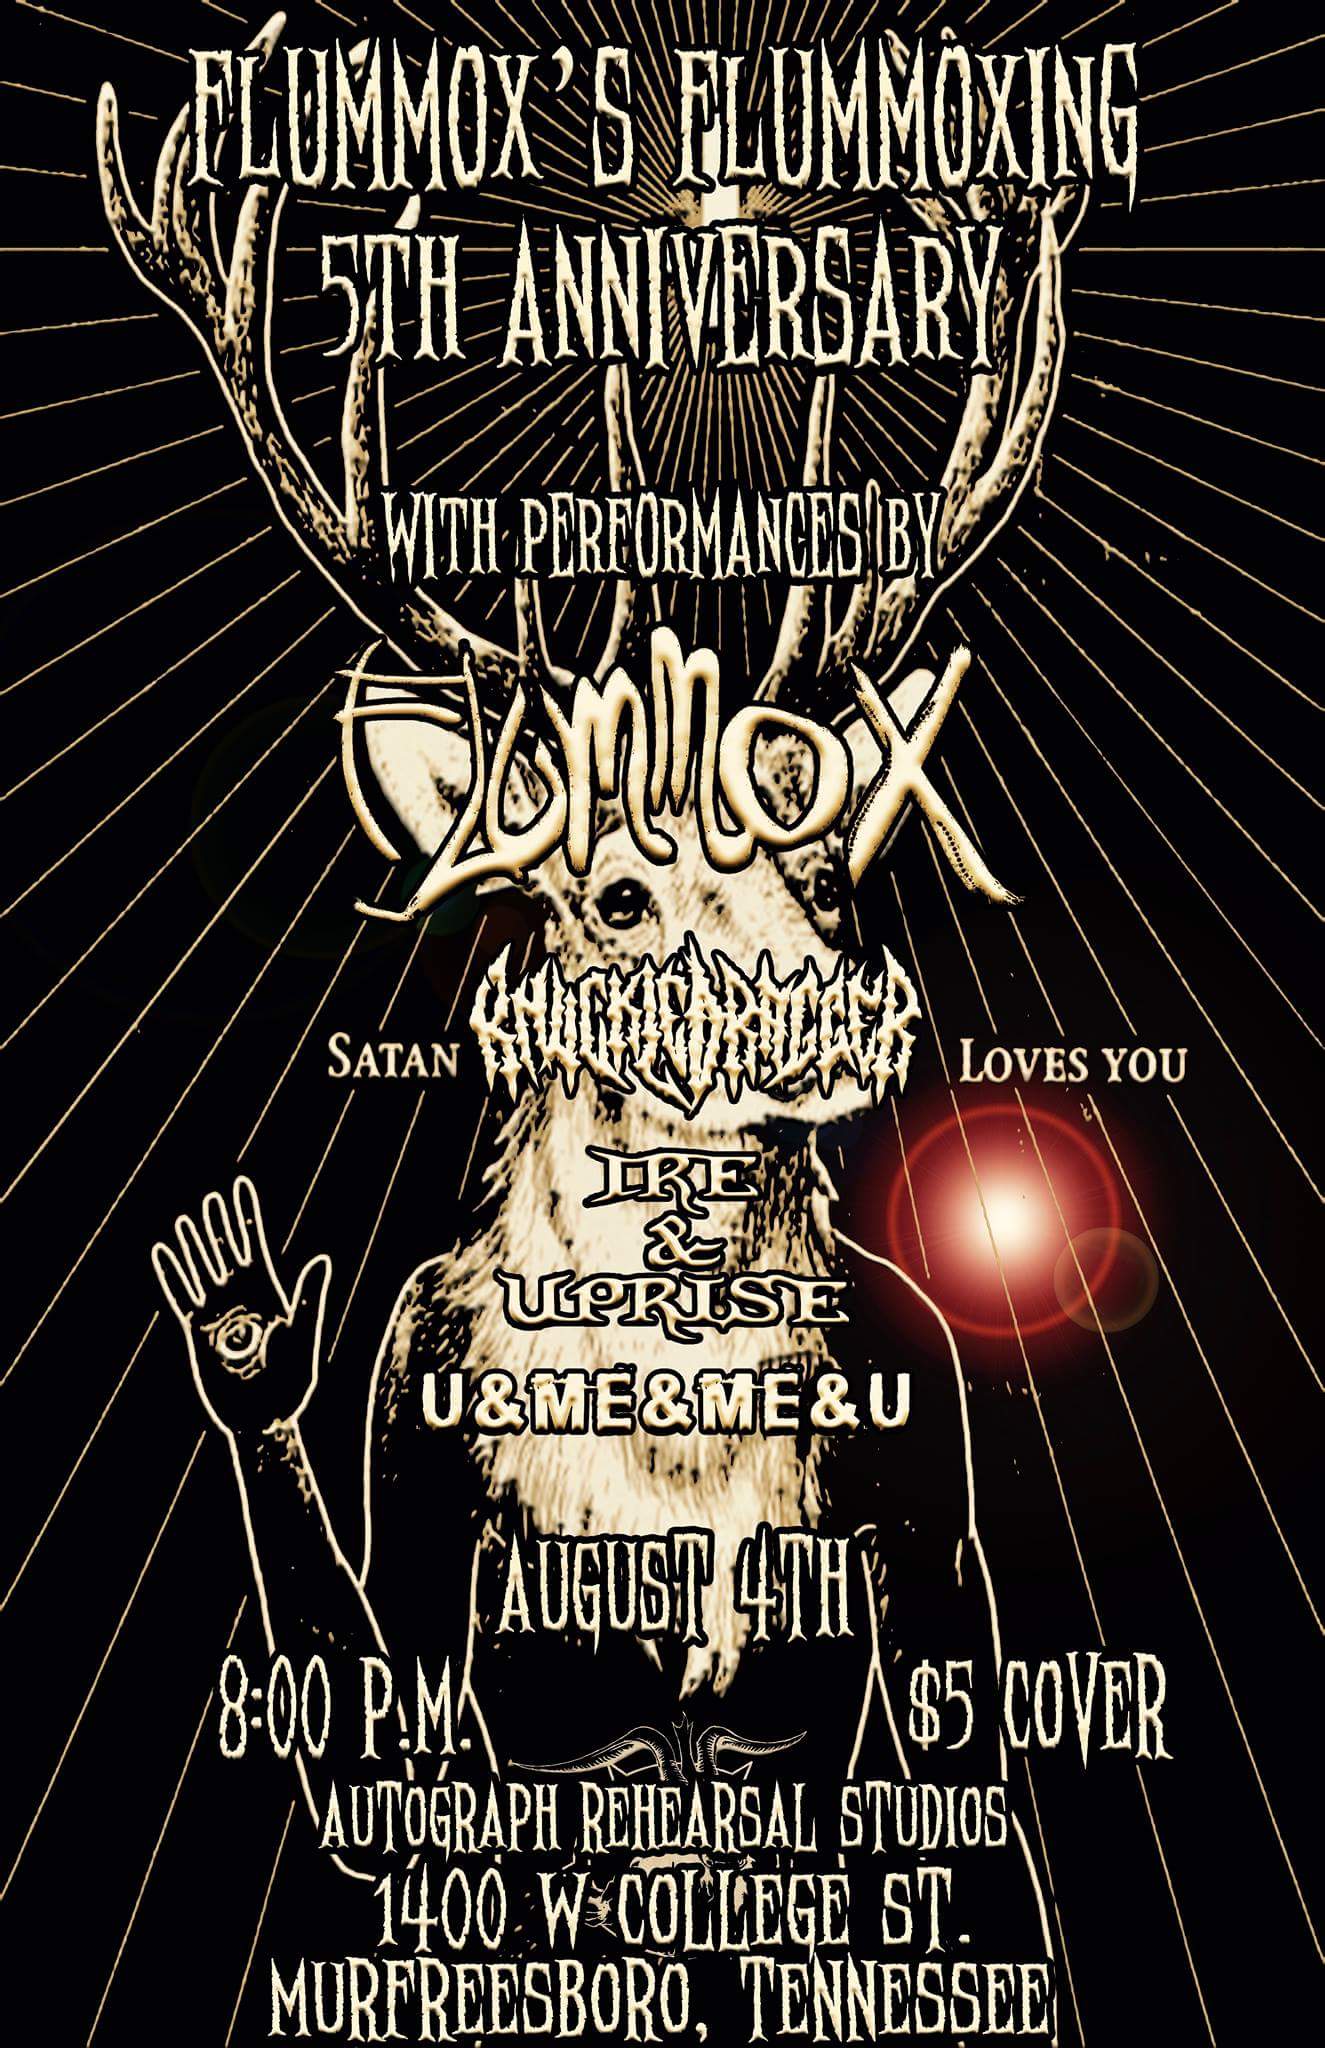 FLUMMOX'S FLUMMOXING
5TH ANNIVERSARY
WITH PERFORMANCES BY
FLUMMOX
KNUCKLEDRAGGER
SATAN LOVES YOU
IRE
&
UPRISE
U&ME&ME&U
AUGUST 4TH
8:00 P.M. $5 COVER
AUTOGRAPH REHEARSAL STUDIOS
1400 W COLLEGE ST.
MURFREESBORO, TENNESSEE